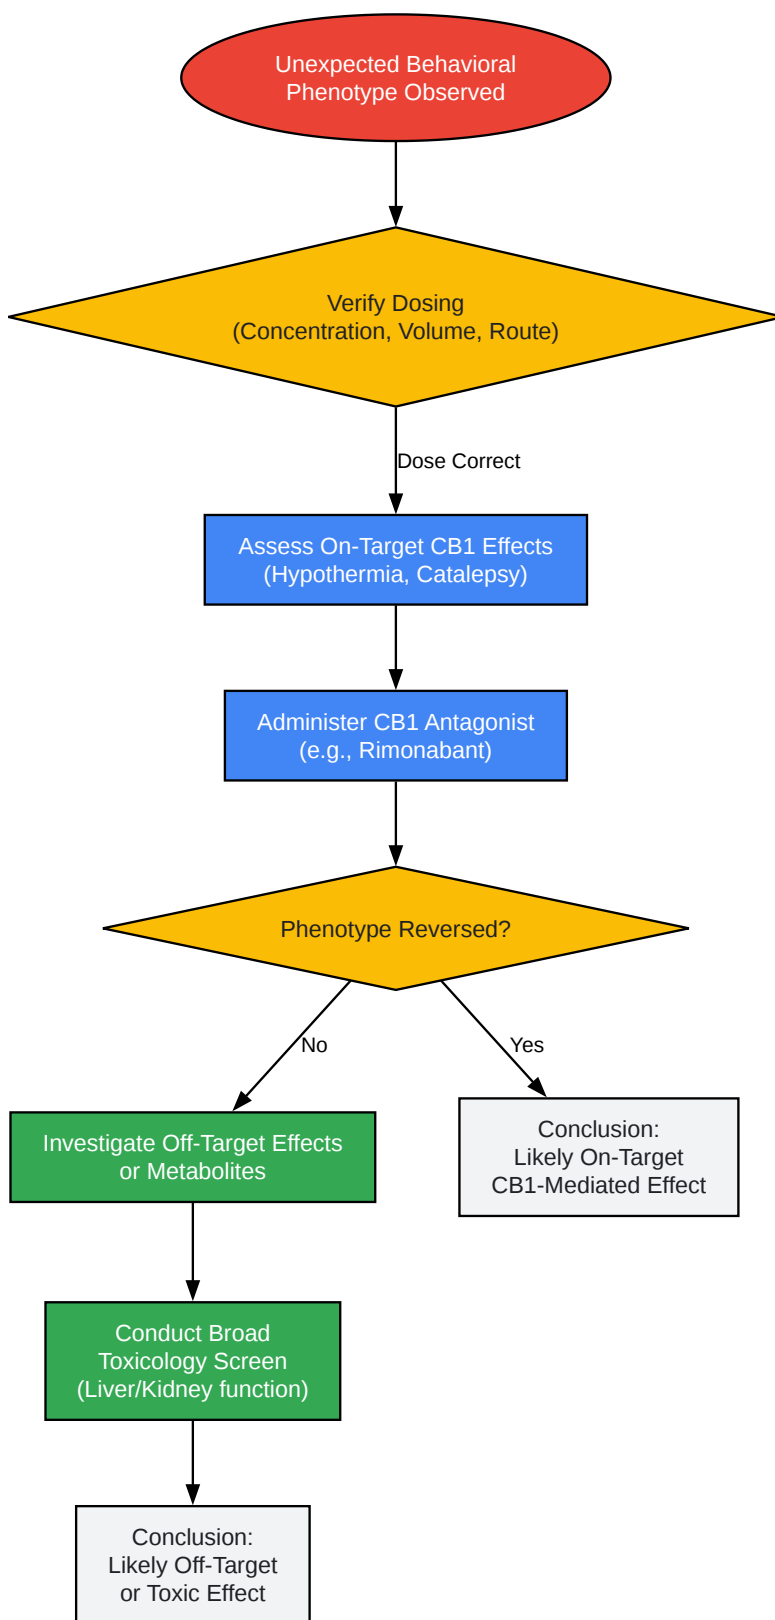 Unexpected Behavioral
Phenotype Observed
Verify Dosing
(Concentration, Volume, Route)
Dose Correct
Assess On-Target CB1 Effects
(Hypothermia, Catalepsy)
Administer CB1 Antagonist
(e.g., Rimonabant)
Phenotype Reversed?
No
Yes
Investigate Off-Target Effects
or Metabolites
Conclusion:
Likely On-Target
CB1-Mediated Effect
Conduct Broad
Toxicology Screen
(Liver/Kidney function)
Conclusion:
Likely Off-Target
or Toxic Effect